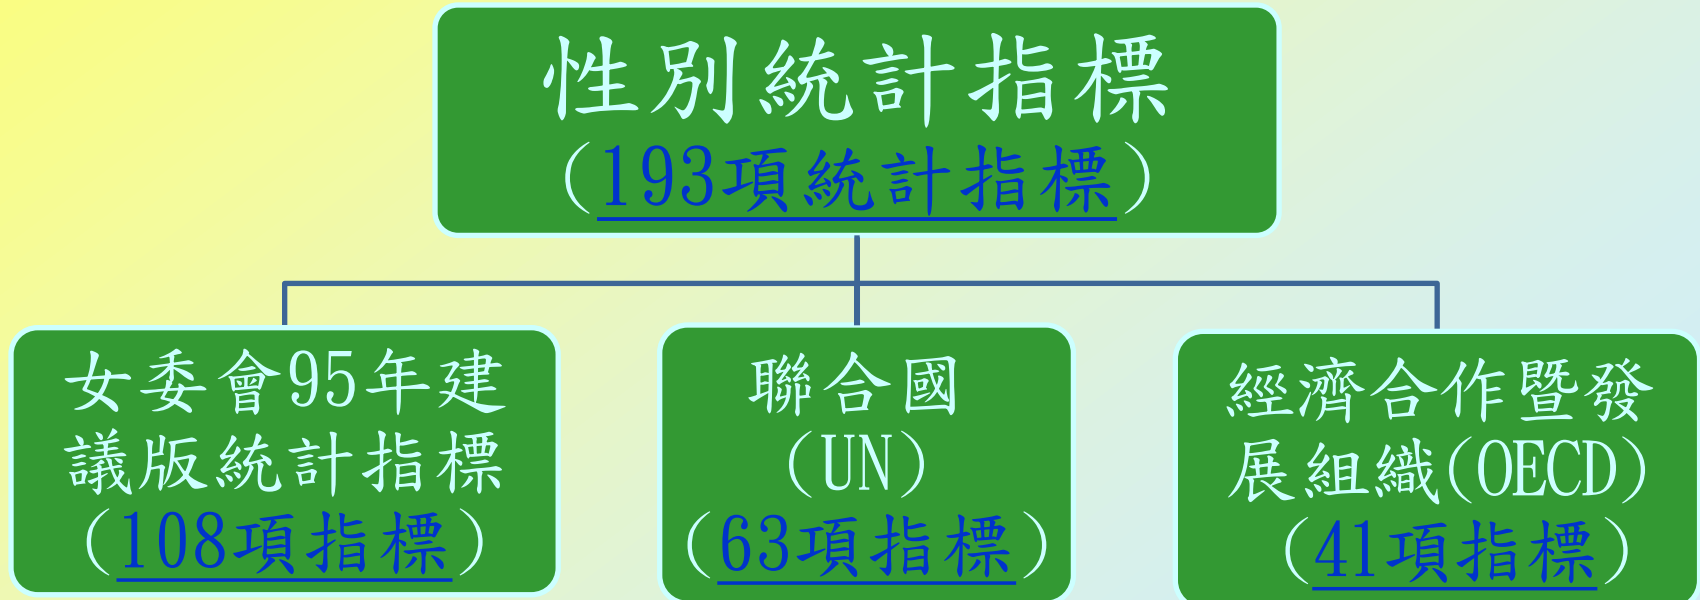 性別統計指標
(193項統計指標)
女委會95年建
議版統計指標
(108項指標)
聯合國
(UN)
(63項指標)
經濟合作暨發
展組織(OECD)
(41項指標)